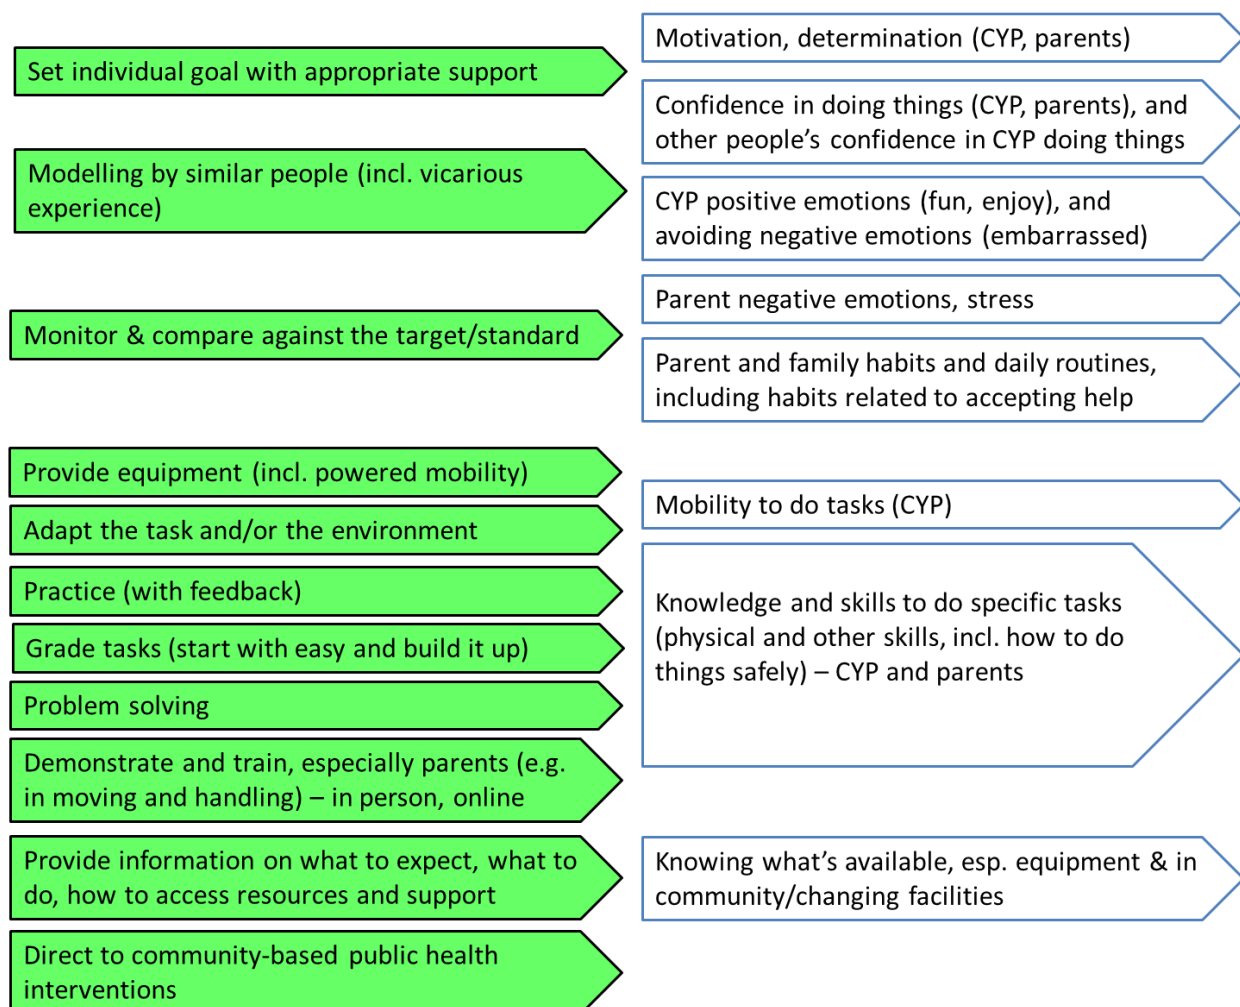 Set individual goal with appropriate support
Modelling by similar people (incl. vicarious
experience)
Monitor & compare against the target/standard
Provide equipment (incl. powered mobility)
Adapt the task and/or the environment
Practice (with feedback)
Grade tasks (start with easy and build it up)
Problem solving
Demonstrate and train, especially parents (e.g.
in moving and handling) – in person, online
Provide information on what to expect, what to
do, how to access resources and support
Direct to community-based public health
interventions
Motivation, determination (CYP, parents)
Confidence in doing things (CYP, parents), and
other people’s confidence in CYP doing things
CYP positive emotions (fun, enjoy), and
avoiding negative emotions (embarrassed)
Parent negative emotions, stress
Parent and family habits and daily routines,
including habits related to accepting help
Mobility to do tasks (CYP)
Knowledge and skills to do specific tasks
(physical and other skills, incl. how to do
things safely) – CYP and parents
Knowing what’s available, esp. equipment & in
community/changing facilities